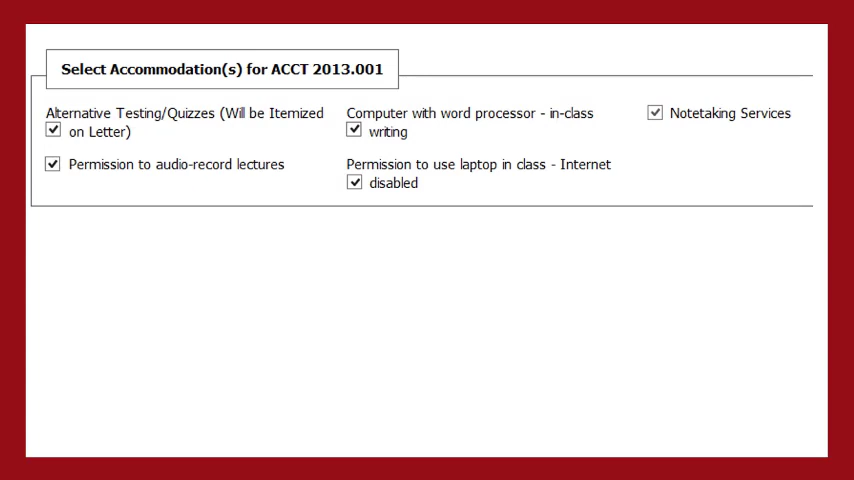 Select Accommodation(s) for ACCT 2013.001
Alternative Testing/Quizzes (Will be Itemized
on Letter)
Computer with word processor - in-class
writing
Notetaking Services
Permission to audio-record lectures
Permission to use laptop in class - Internet
disabled